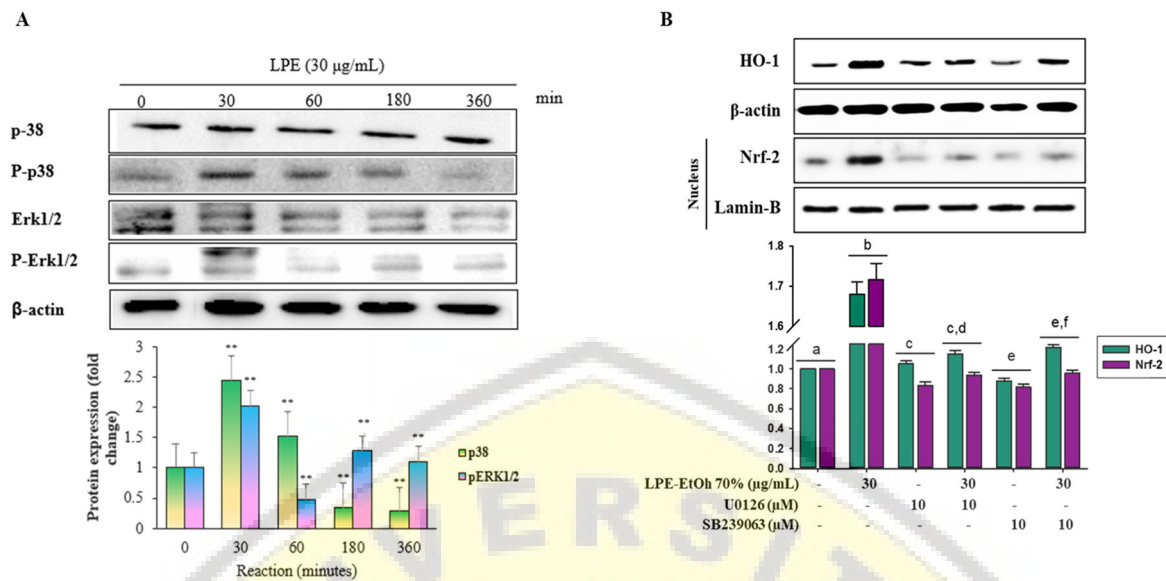 A
LPE (30 µg/mL)
0 30 60 180 360 min
p-38
P-p38
Erk1/2
P-Erk1/2
β-actin
Protein expression (fold change)
3
2.5
2
1.5
1
0.5
0
** ** ** ** ** ** ** **
0 30 60 180 360
Reaction (minutes)
p38
pERK1/2
B
HO-1
β-actin
Nucleus
Nrf-2
Lamin-B
1.8
1.7
1.6
1.2
1.0
0.8
0.6
0.4
0.2
0.0
a b c c,d e e,f
HO-1
Nrf-2
LPE-EtOh 70% (µg/mL) - 30 - 30 - 30
U0126 (µM) - - 10 10 - -
SB239063 (µM) - - - - 10 10
VERSI